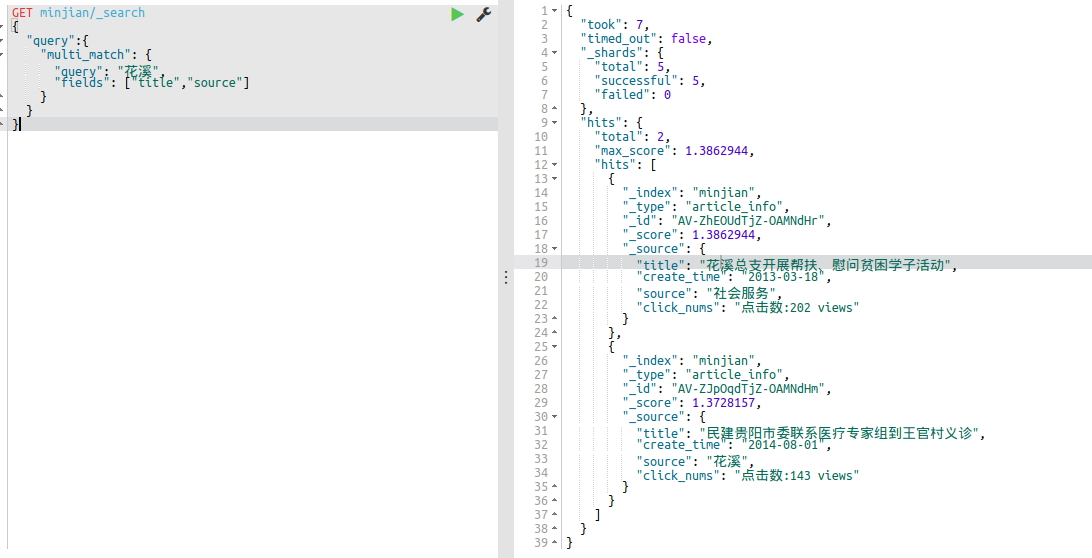 GET minjian/_search
{
"query":{
"multi_match": {
"query": "花溪",
"fields": ["title","source"]
}
}
}
1 {
2 "took": 7,
3 "timed_out": false,
4 "_shards": {
5 "total": 5,
6 "successful": 5,
7 "failed": 0
8 },
9 "hits": {
10 "total": 2,
11 "max_score": 1.3862944,
12 "hits": [
13 {
14 "_index": "minjian",
15 "_type": "article_info",
16 "_id": "AV-ZhEOUdTjZ-OAMNdHr",
17 "_score": 1.3862944,
18 "_source": {
19 "title": "花溪总支开展帮扶、慰问贫困学子活动",
20 "create_time": "2013-03-18",
21 "source": "社会服务",
22 "click_nums": "点击数:202 views"
23 }
24 },
25 {
26 "_index": "minjian",
27 "_type": "article_info",
28 "_id": "AV-ZJpOqdTjZ-OAMNdHm",
29 "_score": 1.3728157,
30 "_source": {
31 "title": "民建贵阳市委联系医疗专家组到王官村义诊",
32 "create_time": "2014-08-01",
33 "source": "花溪",
34 "click_nums": "点击数:143 views"
35 }
36 }
37 ]
38 }
39 }